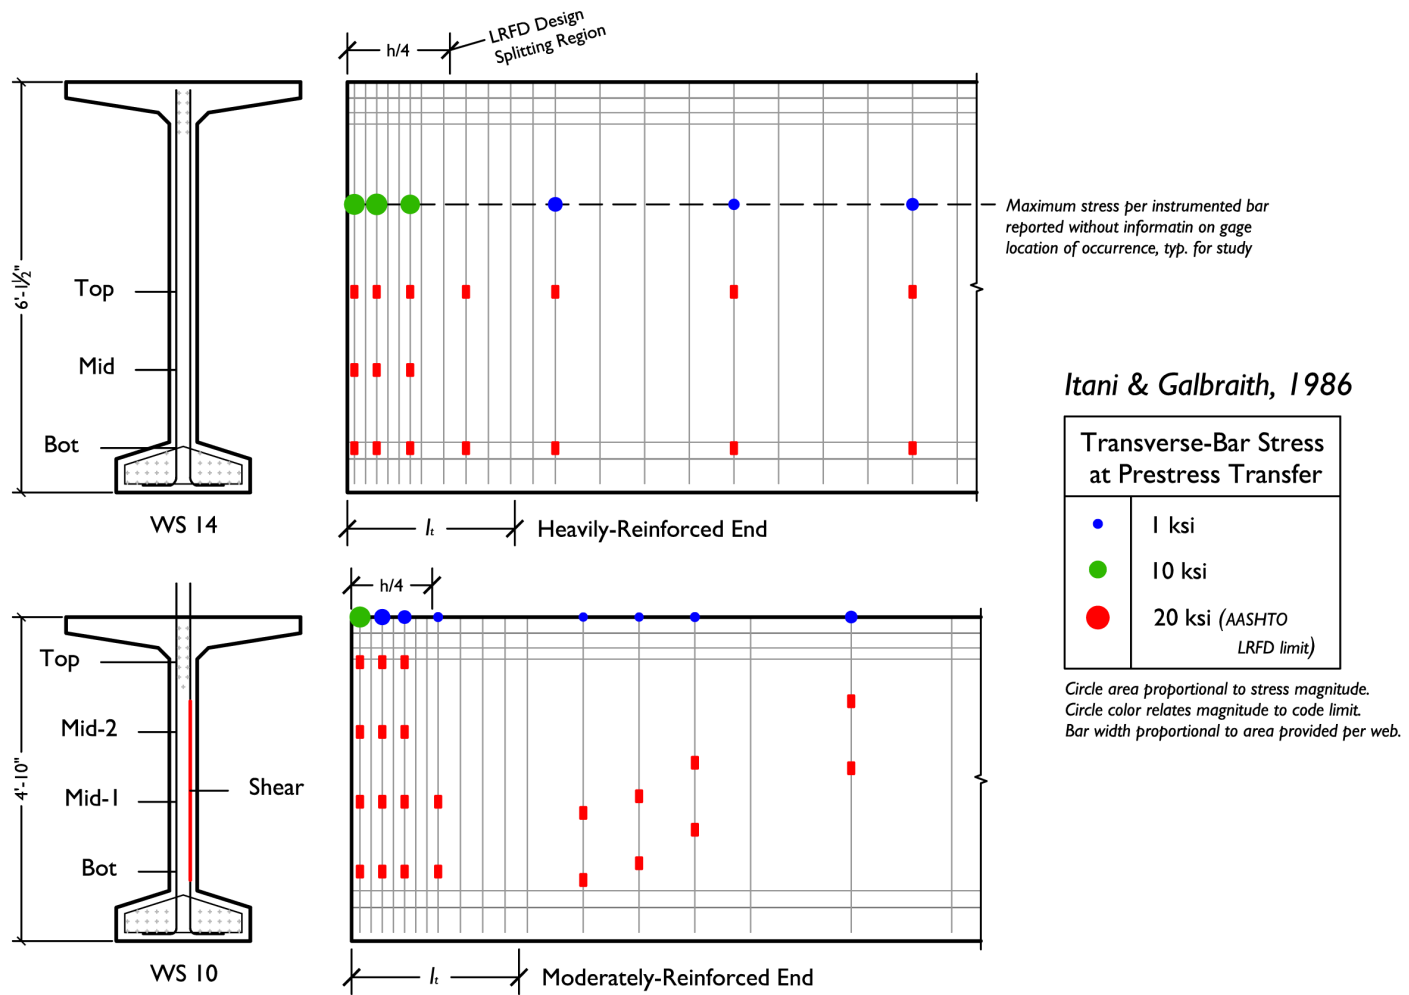 LRFD Design
Splitting Region
h/4
6'-1½"
Top
Mid
Bot
WS 14
Maximum stress per instrumented bar
reported without informatin on gage
location of occurrence, typ. for study
lt
Heavily-Reinforced End
Itani & Galbraith, 1986
Transverse-Bar Stress
at Prestress Transfer
1 ksi
10 ksi
20 ksi (AASHTO
LRFD limit)
Circle area proportional to stress magnitude.
Circle color relates magnitude to code limit.
Bar width proportional to area provided per web.
h/4
4'-10"
Top
Mid-2
Mid-1
Shear
Bot
WS 10
lt
Moderately-Reinforced End